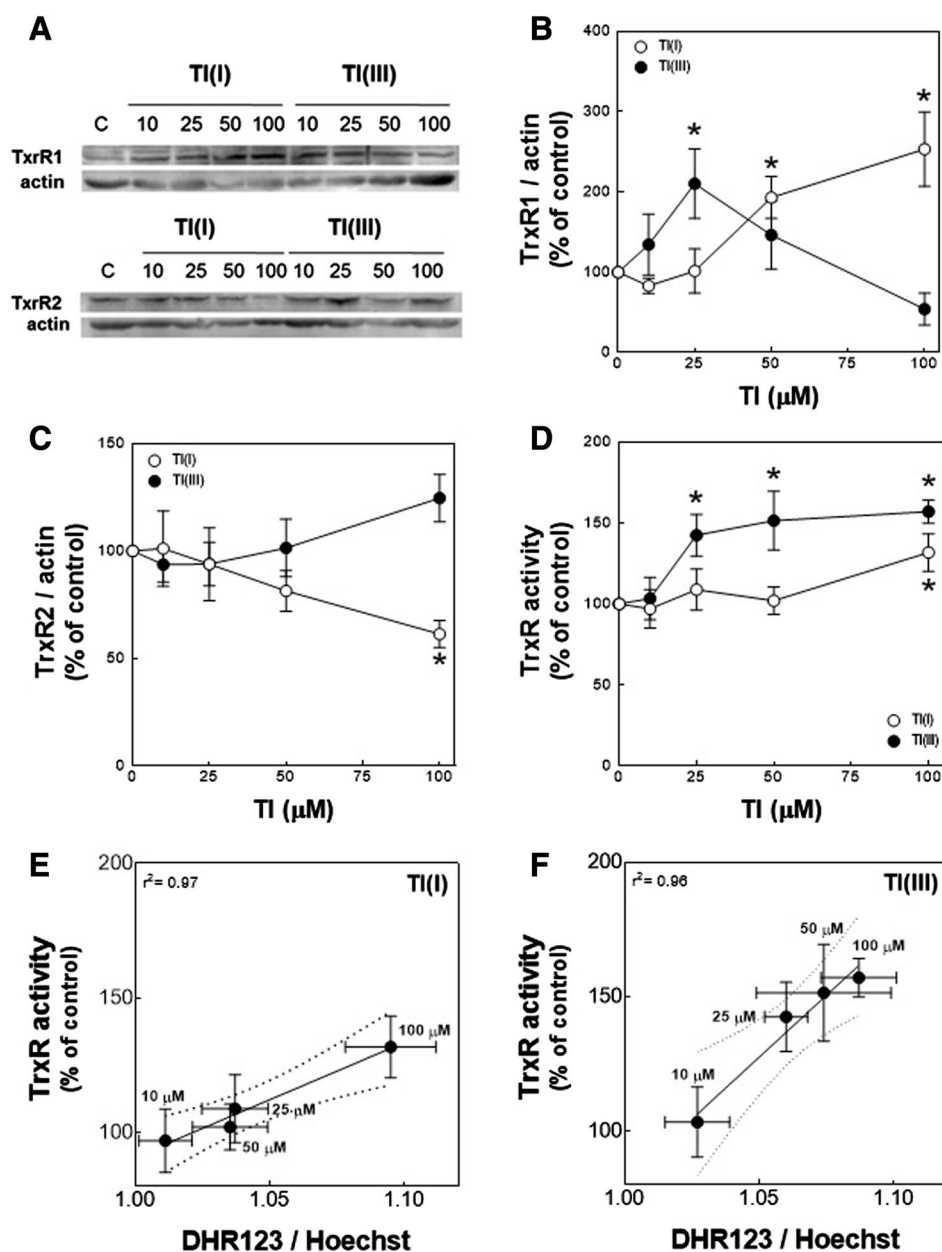 A
Tl(I) Tl(III)
C 10 25 50 100 10 25 50 100
TxrR1
actin
Tl(I) Tl(III)
C 10 25 50 100 10 25 50 100
TxrR2
actin
B
400
300
200
100
0
TrxR1 / actin
(% of control)
Tl(I)
Tl(III)
* * *
0 25 50 75 100
Tl (μM)
C
150
100
50
0
TrxR2 / actin
(% of control)
Tl(I)
Tl(III)
*
0 25 50 75 100
Tl (μM)
D
200
150
100
50
0
TrxR activity
(% of control)
* * *
*
Tl(I)
Tl(III)
0 25 50 75 100
Tl (μM)
E
200
150
100
TrxR activity
(% of control)
r²= 0.97
Tl(I)
100 μM
10 μM
25 μM
50 μM
1.00 1.05 1.10
DHR123 / Hoechst
F
200
150
100
TrxR activity
(% of control)
r²= 0.96
Tl(III)
50 μM
100 μM
25 μM
10 μM
1.00 1.05 1.10
DHR123 / Hoechst